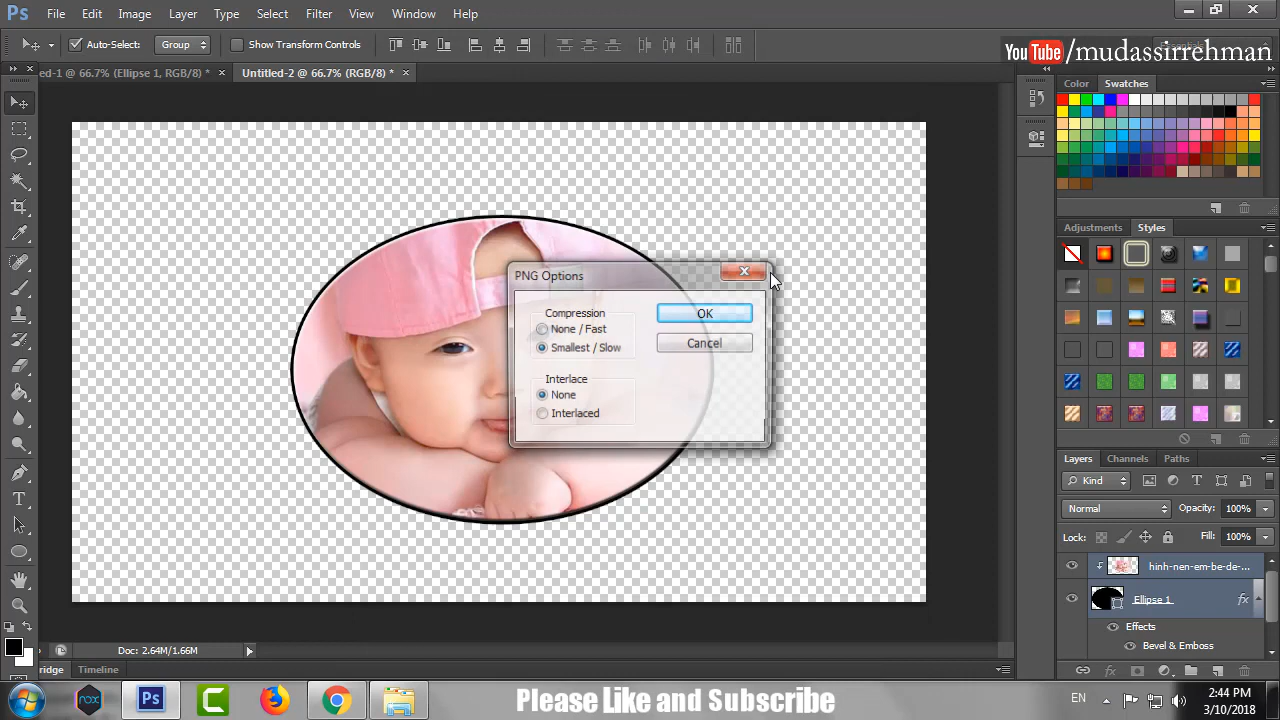 Ps File Edit Image Layer Type Select Filter View Window Help
Auto-Select: Group Show Transform Controls
YouTube/mudassirrehman
ed-1 @ 66.7% (Ellipse 1, RGB/8) * × Untitled-2 @ 66.7% (RGB/8) * ×
Color Swatches
Adjustments Styles
PNG Options
Compression
None / Fast
Smallest / Slow
Interlace
None
Interlaced
OK
Cancel
Layers Channels Paths
Kind
Normal Opacity: 100%
Lock: Fill: 100%
hinh-nen-em-be-de-...
Ellipse 1 fx
Effects
Bevel & Emboss
Doc: 2.64M/1.66M
ridge Timeline
nox Ps C
Please Like and Subscribe
EN
2:44 PM
3/10/2018